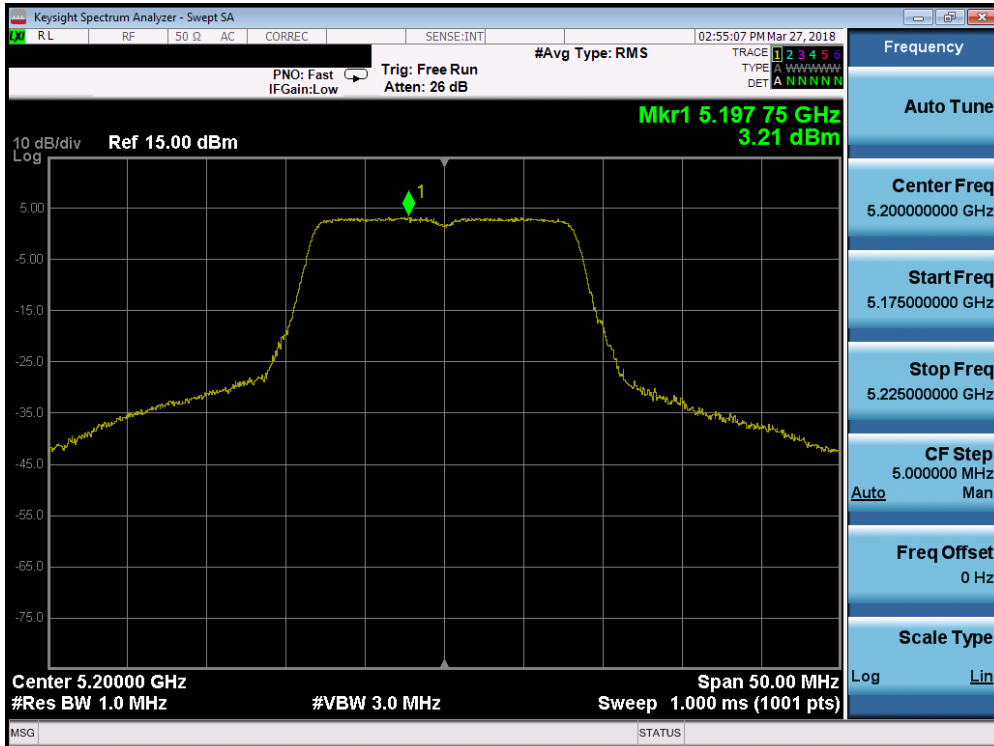 Keysight Spectrum Analyzer - Swept SA
LXI RL RF 50 Ω AC CORREC SENSE:INT 02:55:07 PM Mar 27, 2018
#Avg Type: RMS
TRACE 1 2 3 4 5 6
PNO: Fast Trig: Free Run TYPE A WWWWW
IFGain:Low Atten: 26 dB DET A N N N N N
Mkr1 5.197 75 GHz
3.21 dBm
10 dB/div Ref 15.00 dBm
Log
1
5.00
-5.00
-15.0
-25.0
-35.0
-45.0
-55.0
-65.0
-75.0
Center 5.20000 GHz Span 50.00 MHz
#Res BW 1.0 MHz #VBW 3.0 MHz Sweep 1.000 ms (1001 pts)
MSG STATUS
Frequency
Auto Tune
Center Freq
5.200000000 GHz
Start Freq
5.175000000 GHz
Stop Freq
5.225000000 GHz
CF Step
5.000000 MHz
Auto Man
Freq Offset
0 Hz
Scale Type
Log Lin